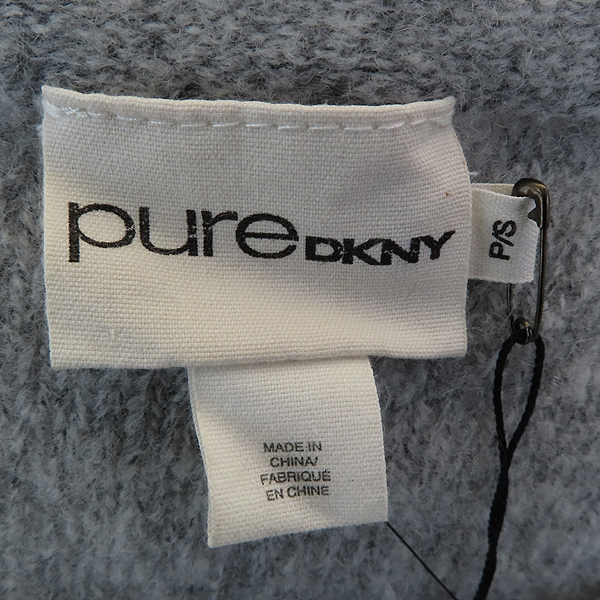 pure DKNY
P/S
MADE IN
CHINA/
FABRIQUÉ
EN CHINE